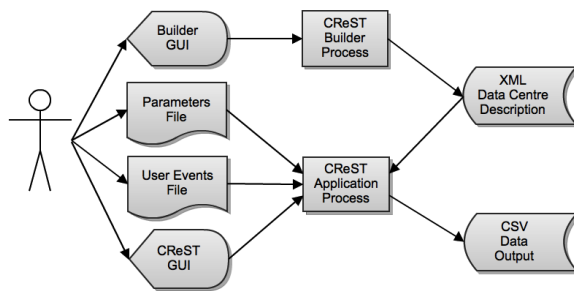 Builder
GUI
CReST
Builder
Process
XML
Data Centre
Description
Parameters
File
User Events
File
CReST
Application
Process
CReST
GUI
CSV
Data
Output